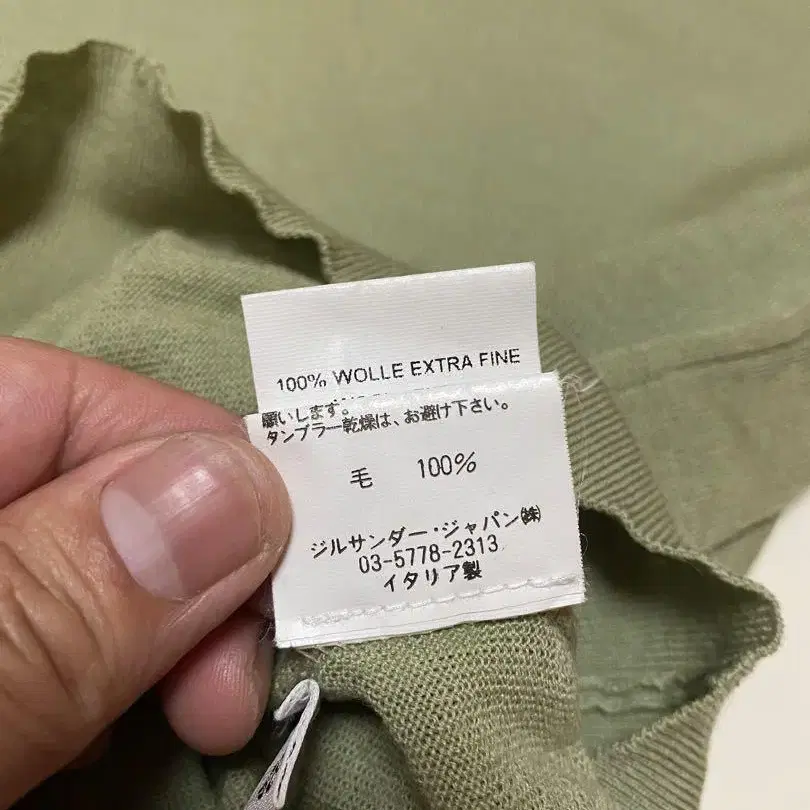 100% WOLLE EXTRA FINE
願いします。
タンブラー乾燥は、お避け下さい。
毛 100%
ジルサンダー・ジャパン㈱
03-5778-2313
イタリア製